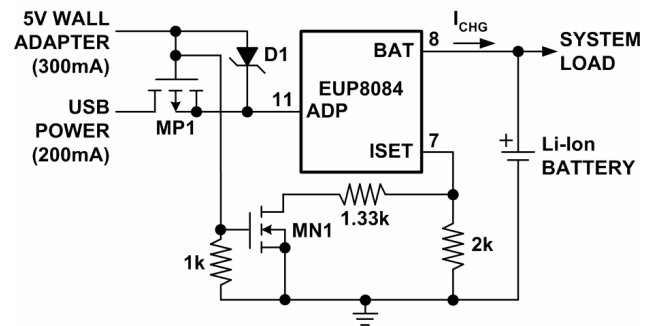 5V WALL
ADAPTER
(300mA)
D1
USB
POWER
(200mA)
MP1
11
ADP
EUP8084
BAT
8
ICHG
SYSTEM
LOAD
ISET
7
Li-Ion
BATTERY
+
1.33k
MN1
1k
2k